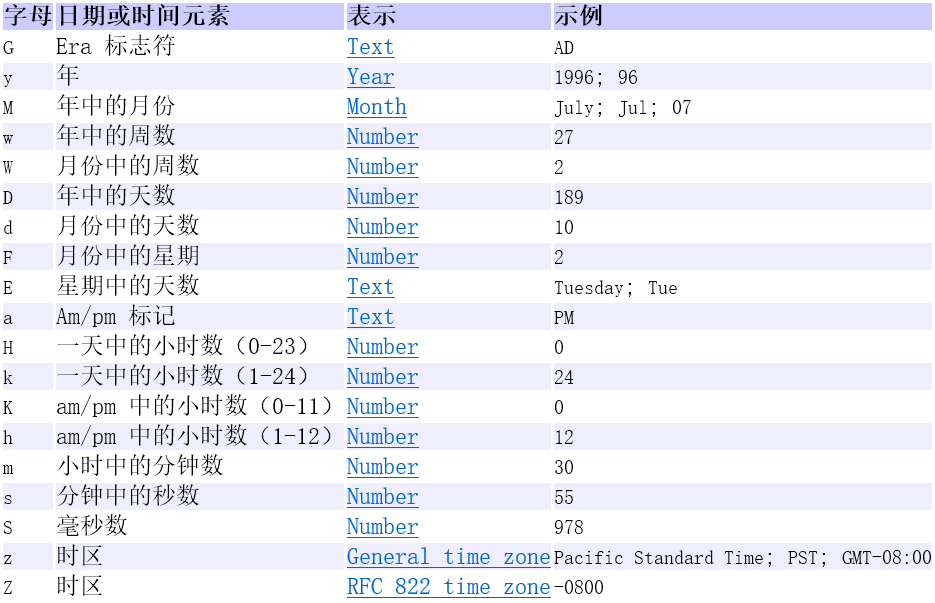 字母 日期或时间元素 表示 示例
G Era 标志符 Text AD
y 年 Year 1996; 96
M 年中的月份 Month July; Jul; 07
w 年中的周数 Number 27
W 月份中的周数 Number 2
D 年中的天数 Number 189
d 月份中的天数 Number 10
F 月份中的星期 Number 2
E 星期中的天数 Text Tuesday; Tue
a Am/pm 标记 Text PM
H 一天中的小时数（0-23） Number 0
k 一天中的小时数（1-24） Number 24
K am/pm 中的小时数（0-11） Number 0
h am/pm 中的小时数（1-12） Number 12
m 小时中的分钟数 Number 30
s 分钟中的秒数 Number 55
S 毫秒数 Number 978
z 时区 General time zone Pacific Standard Time; PST; GMT-08:00
Z 时区 RFC 822 time zone -0800